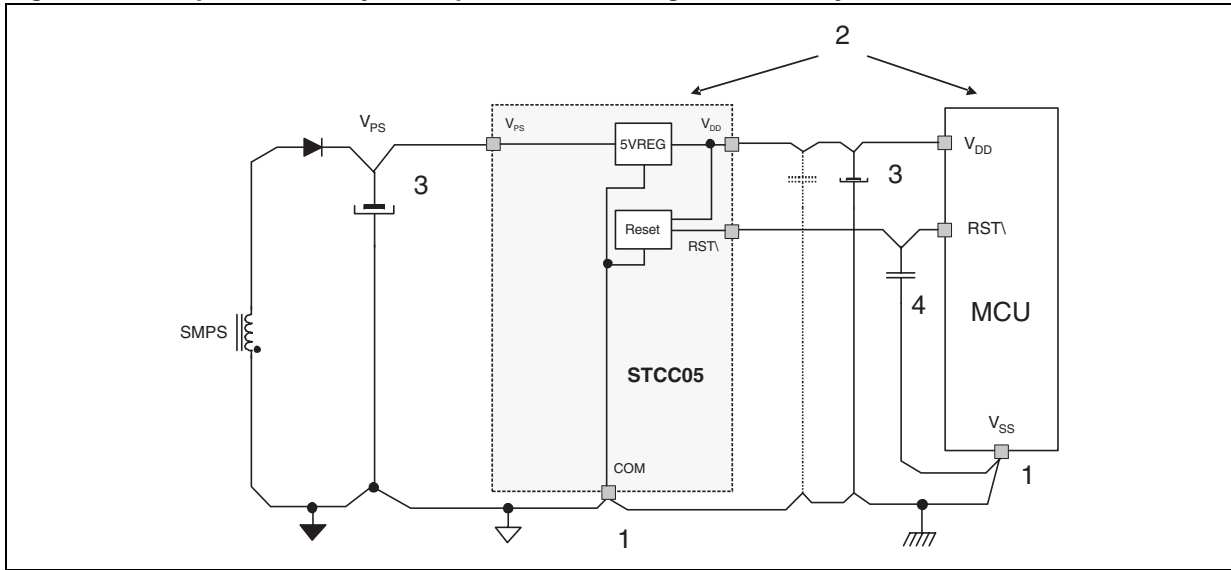 2
V_PS
V_PS
V_DD
5VREG
V_DD
3
3
Reset
RST\
RST\
4
MCU
SMPS
STCC05
V_SS
COM
1
1